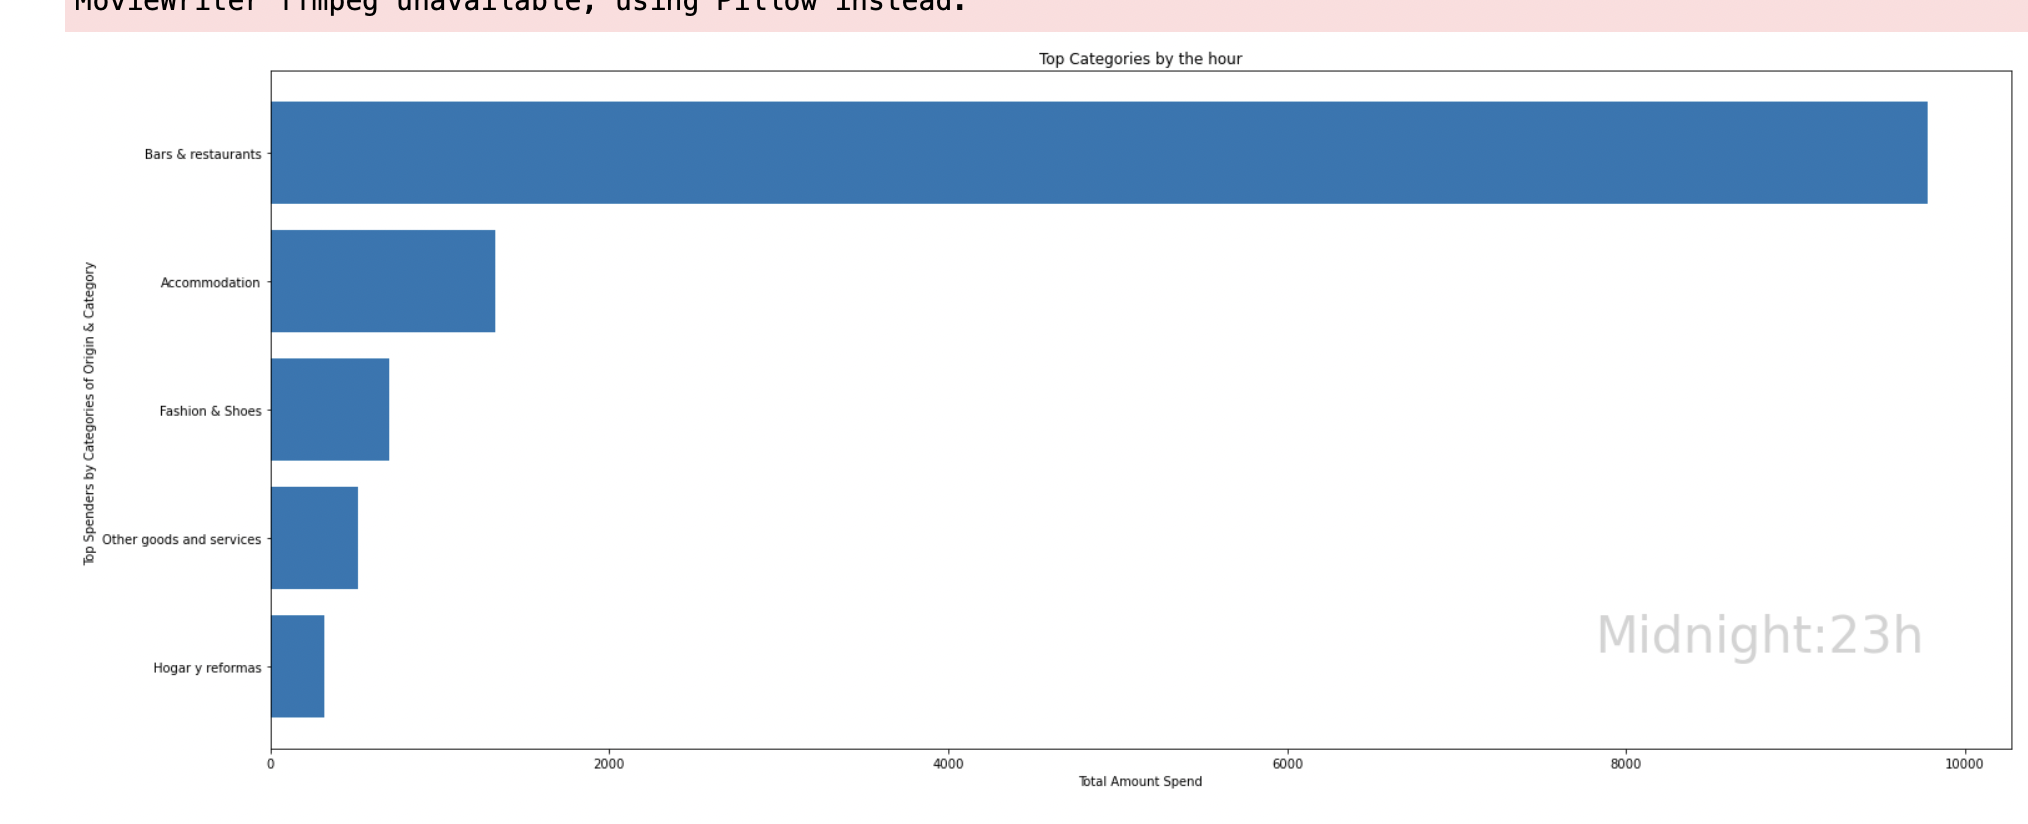 MovieWriter ffmpeg unavailable, using Pillow instead.
Top Categories by the hour
Top Spenders by Categories of Origin & Category
Bars & restaurants
Accommodation
Fashion & Shoes
Other goods and services
Hogar y reformas
Midnight:23h
0 2000 4000 6000 8000 10000
Total Amount Spend